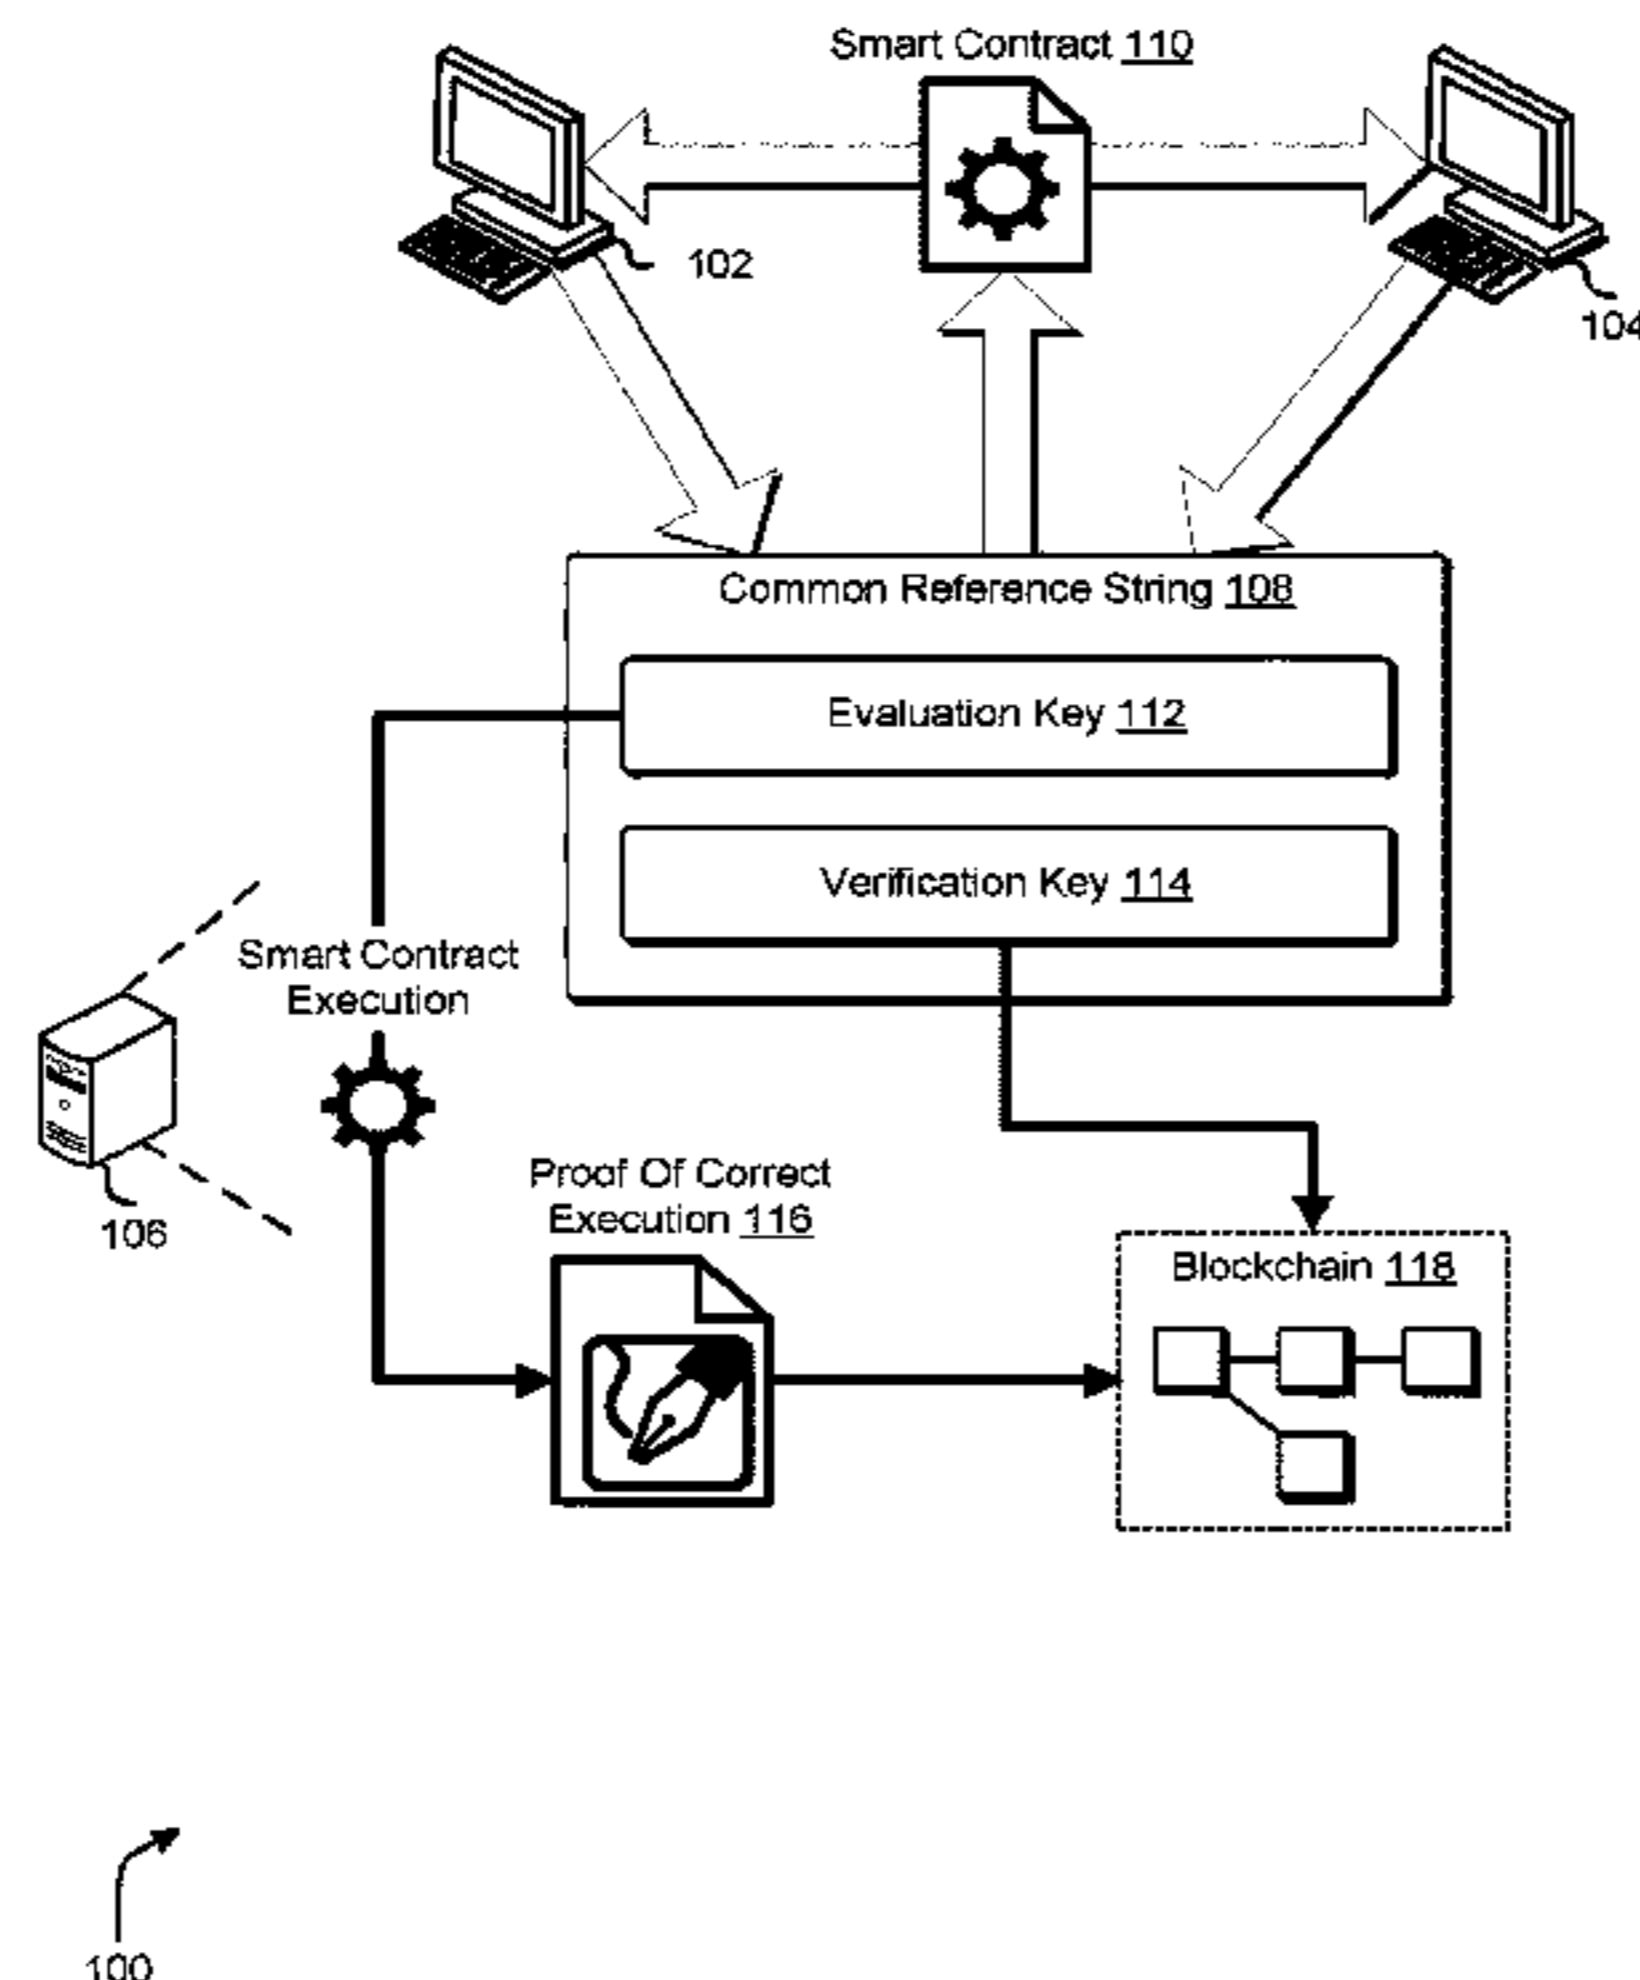 Smart Contract 110
102
104
Common Reference String 108
Evaluation Key 112
Verification Key 114
Smart Contract
Execution
106
Proof Of Correct
Execution 116
Blockchain 118
100